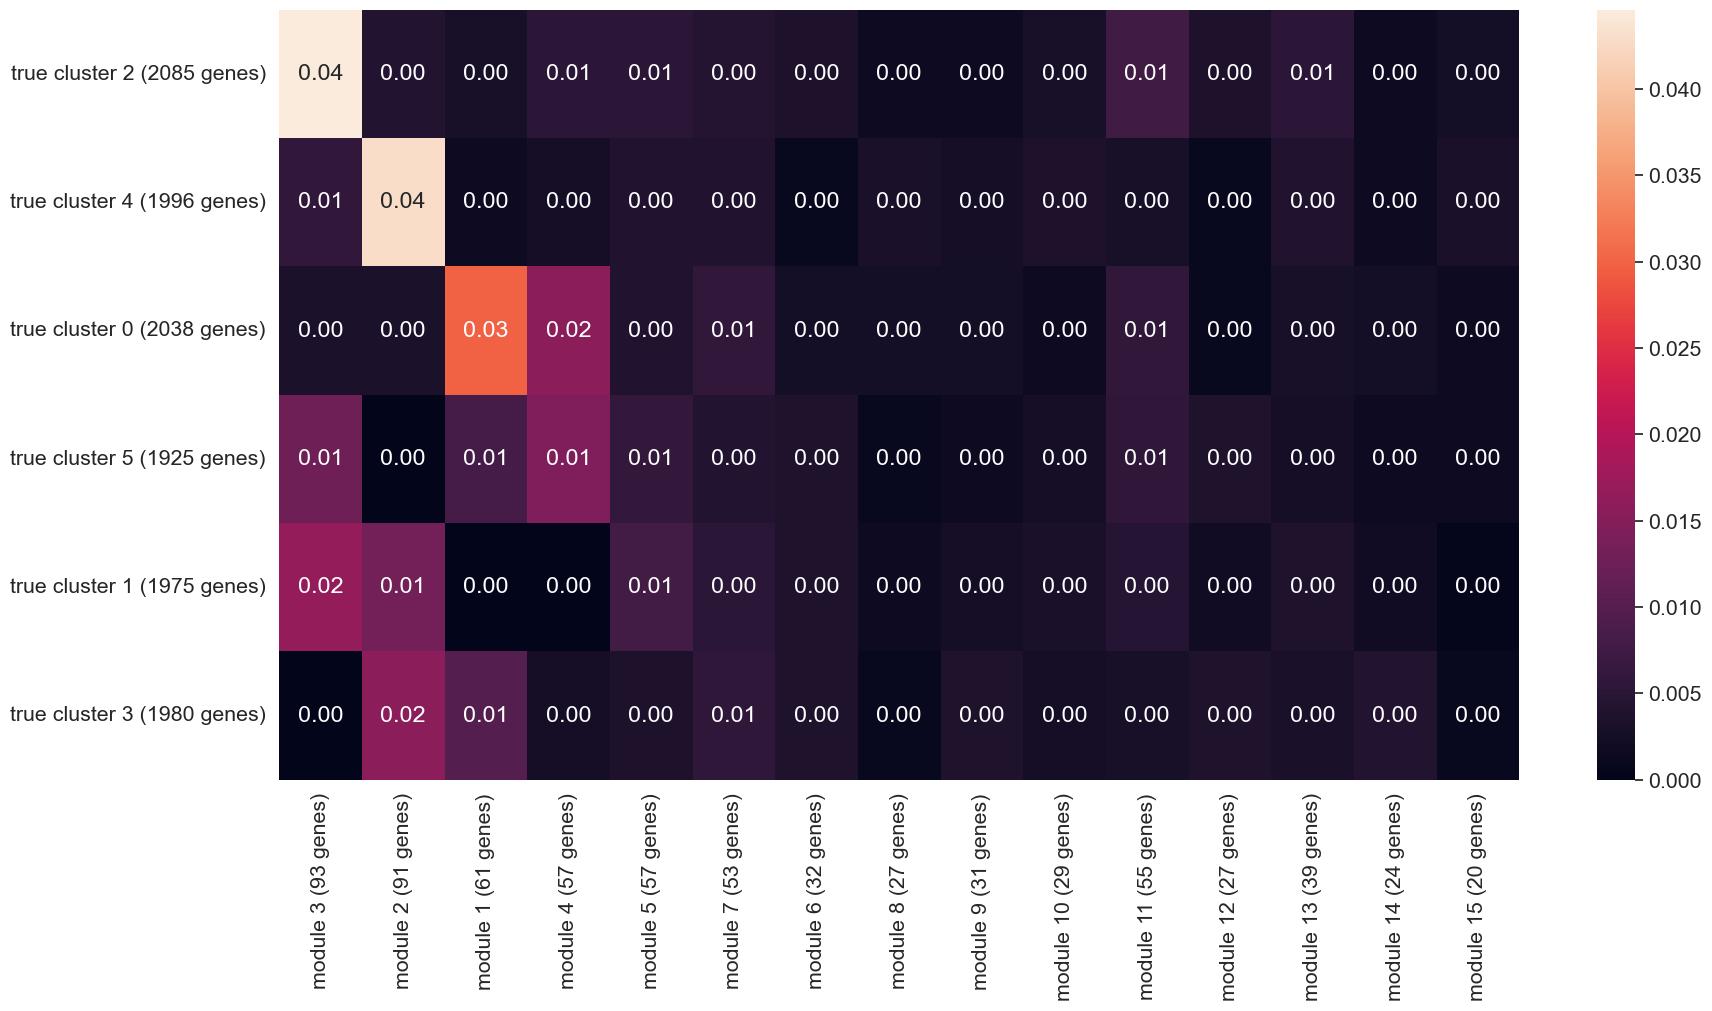 true cluster 2 (2085 genes) 0.04 0.00 0.00 0.01 0.01 0.00 0.00 0.00 0.00 0.00 0.01 0.00 0.01 0.00 0.00
true cluster 4 (1996 genes) 0.01 0.04 0.00 0.00 0.00 0.00 0.00 0.00 0.00 0.00 0.00 0.00 0.00 0.00 0.00
true cluster 0 (2038 genes) 0.00 0.00 0.03 0.02 0.00 0.01 0.00 0.00 0.00 0.00 0.01 0.00 0.00 0.00 0.00
true cluster 5 (1925 genes) 0.01 0.00 0.01 0.01 0.01 0.00 0.00 0.00 0.00 0.00 0.01 0.00 0.00 0.00 0.00
true cluster 1 (1975 genes) 0.02 0.01 0.00 0.00 0.01 0.00 0.00 0.00 0.00 0.00 0.00 0.00 0.00 0.00 0.00
true cluster 3 (1980 genes) 0.00 0.02 0.01 0.00 0.00 0.01 0.00 0.00 0.00 0.00 0.00 0.00 0.00 0.00 0.00
module 3 (93 genes)
module 2 (91 genes)
module 1 (61 genes)
module 4 (57 genes)
module 5 (57 genes)
module 7 (53 genes)
module 6 (32 genes)
module 8 (27 genes)
module 9 (31 genes)
module 10 (29 genes)
module 11 (55 genes)
module 12 (27 genes)
module 13 (39 genes)
module 14 (24 genes)
module 15 (20 genes)
0.040
0.035
0.030
0.025
0.020
0.015
0.010
0.005
0.000